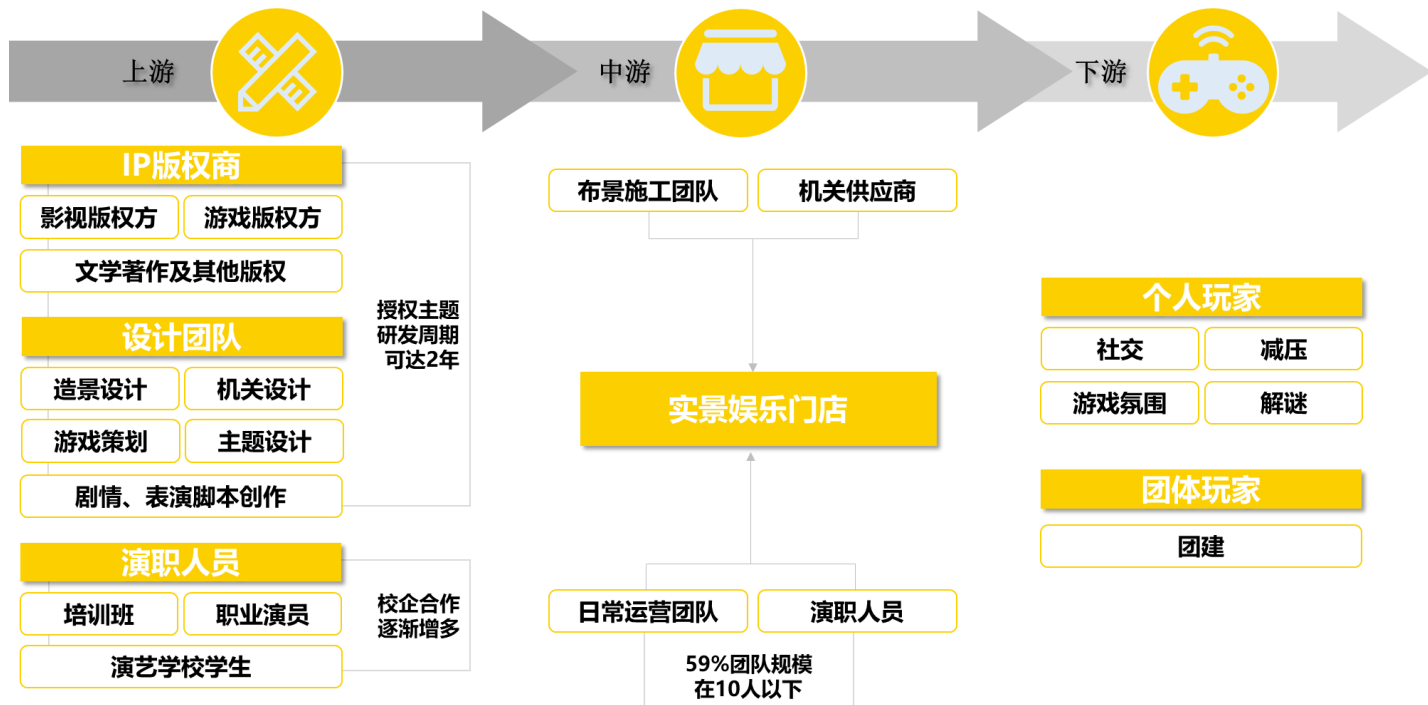 上游
中游
下游
IP版权商
影视版权方
游戏版权方
文学著作及其他版权
设计团队
造景设计
机关设计
游戏策划
主题设计
剧情、表演脚本创作
授权主题
研发周期
可达2年
演职人员
培训班
职业演员
演艺学校学生
校企合作
逐渐增多
布景施工团队
机关供应商
实景娱乐门店
日常运营团队
演职人员
59%团队规模
在10人以下
个人玩家
社交
减压
游戏氛围
解谜
团体玩家
团建